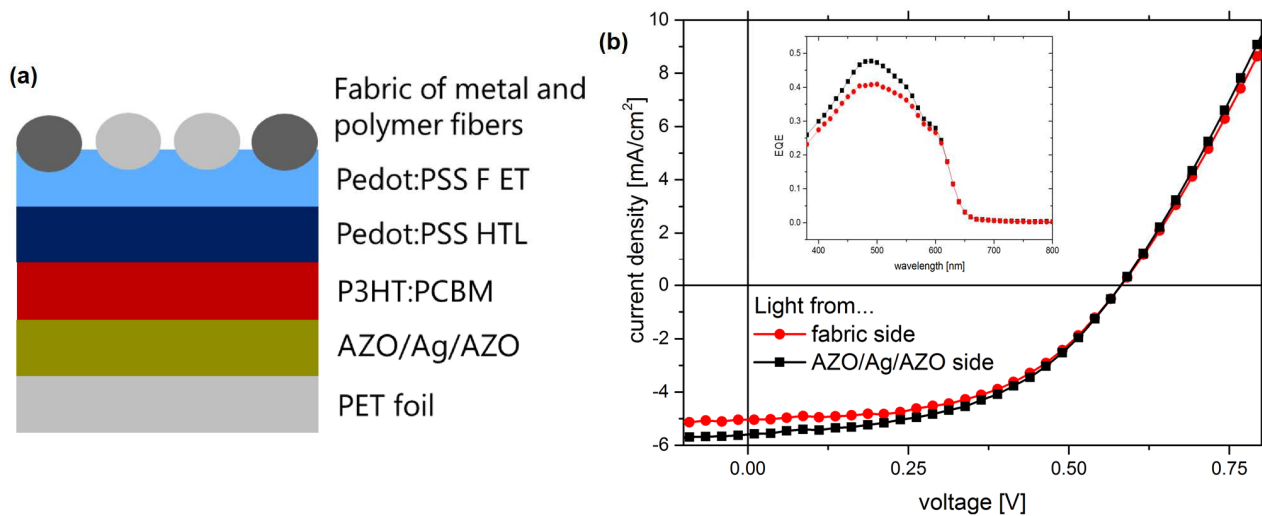 (a)
Fabric of metal and
polymer fibers
Pedot:PSS F ET
Pedot:PSS HTL
P3HT:PCBM
AZO/Ag/AZO
PET foil
(b)
current density [mA/cm²]
10
8
6
4
2
0
-2
-4
-6
0.00
0.25
0.50
0.75
voltage [V]
EQE
0.5
0.4
0.3
0.2
0.1
0.0
400
500
600
700
800
wavelength [nm]
Light from...
fabric side
AZO/Ag/AZO side